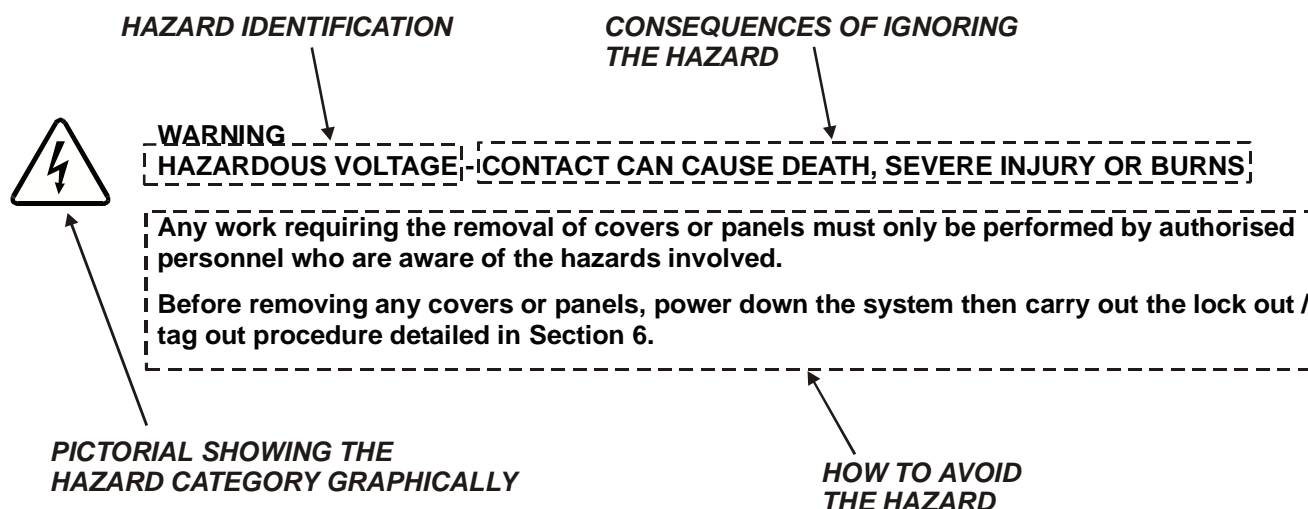 HAZARD IDENTIFICATION
CONSEQUENCES OF IGNORING
THE HAZARD
WARNING
HAZARDOUS VOLTAGE - CONTACT CAN CAUSE DEATH, SEVERE INJURY OR BURNS
Any work requiring the removal of covers or panels must only be performed by authorised
personnel who are aware of the hazards involved.
Before removing any covers or panels, power down the system then carry out the lock out /
tag out procedure detailed in Section 6.
PICTORIAL SHOWING THE
HAZARD CATEGORY GRAPHICALLY
HOW TO AVOID
THE HAZARD